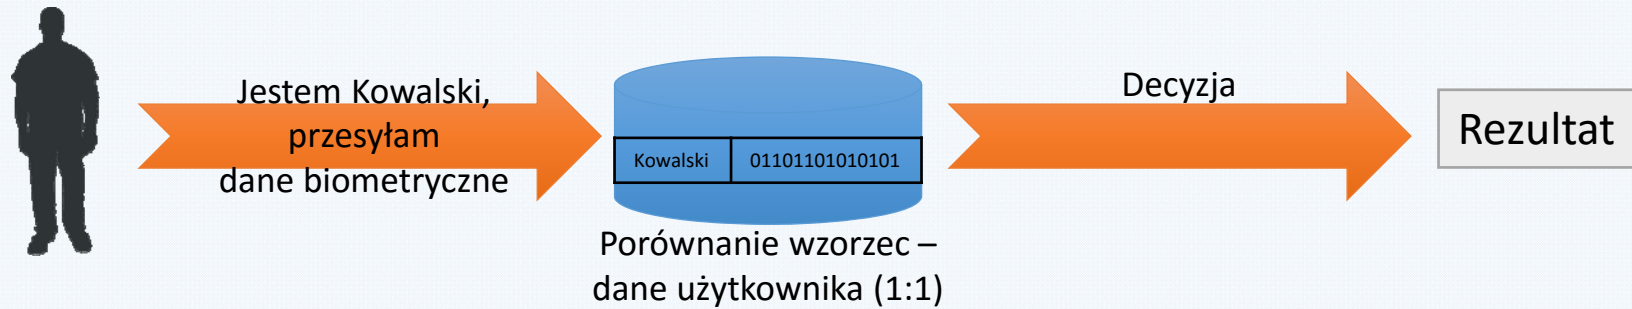 Jestem Kowalski,
przesyłam
dane biometryczne
Kowalski 01101101010101
Porównanie wzorzec –
dane użytkownika (1:1)
Decyzja
Rezultat